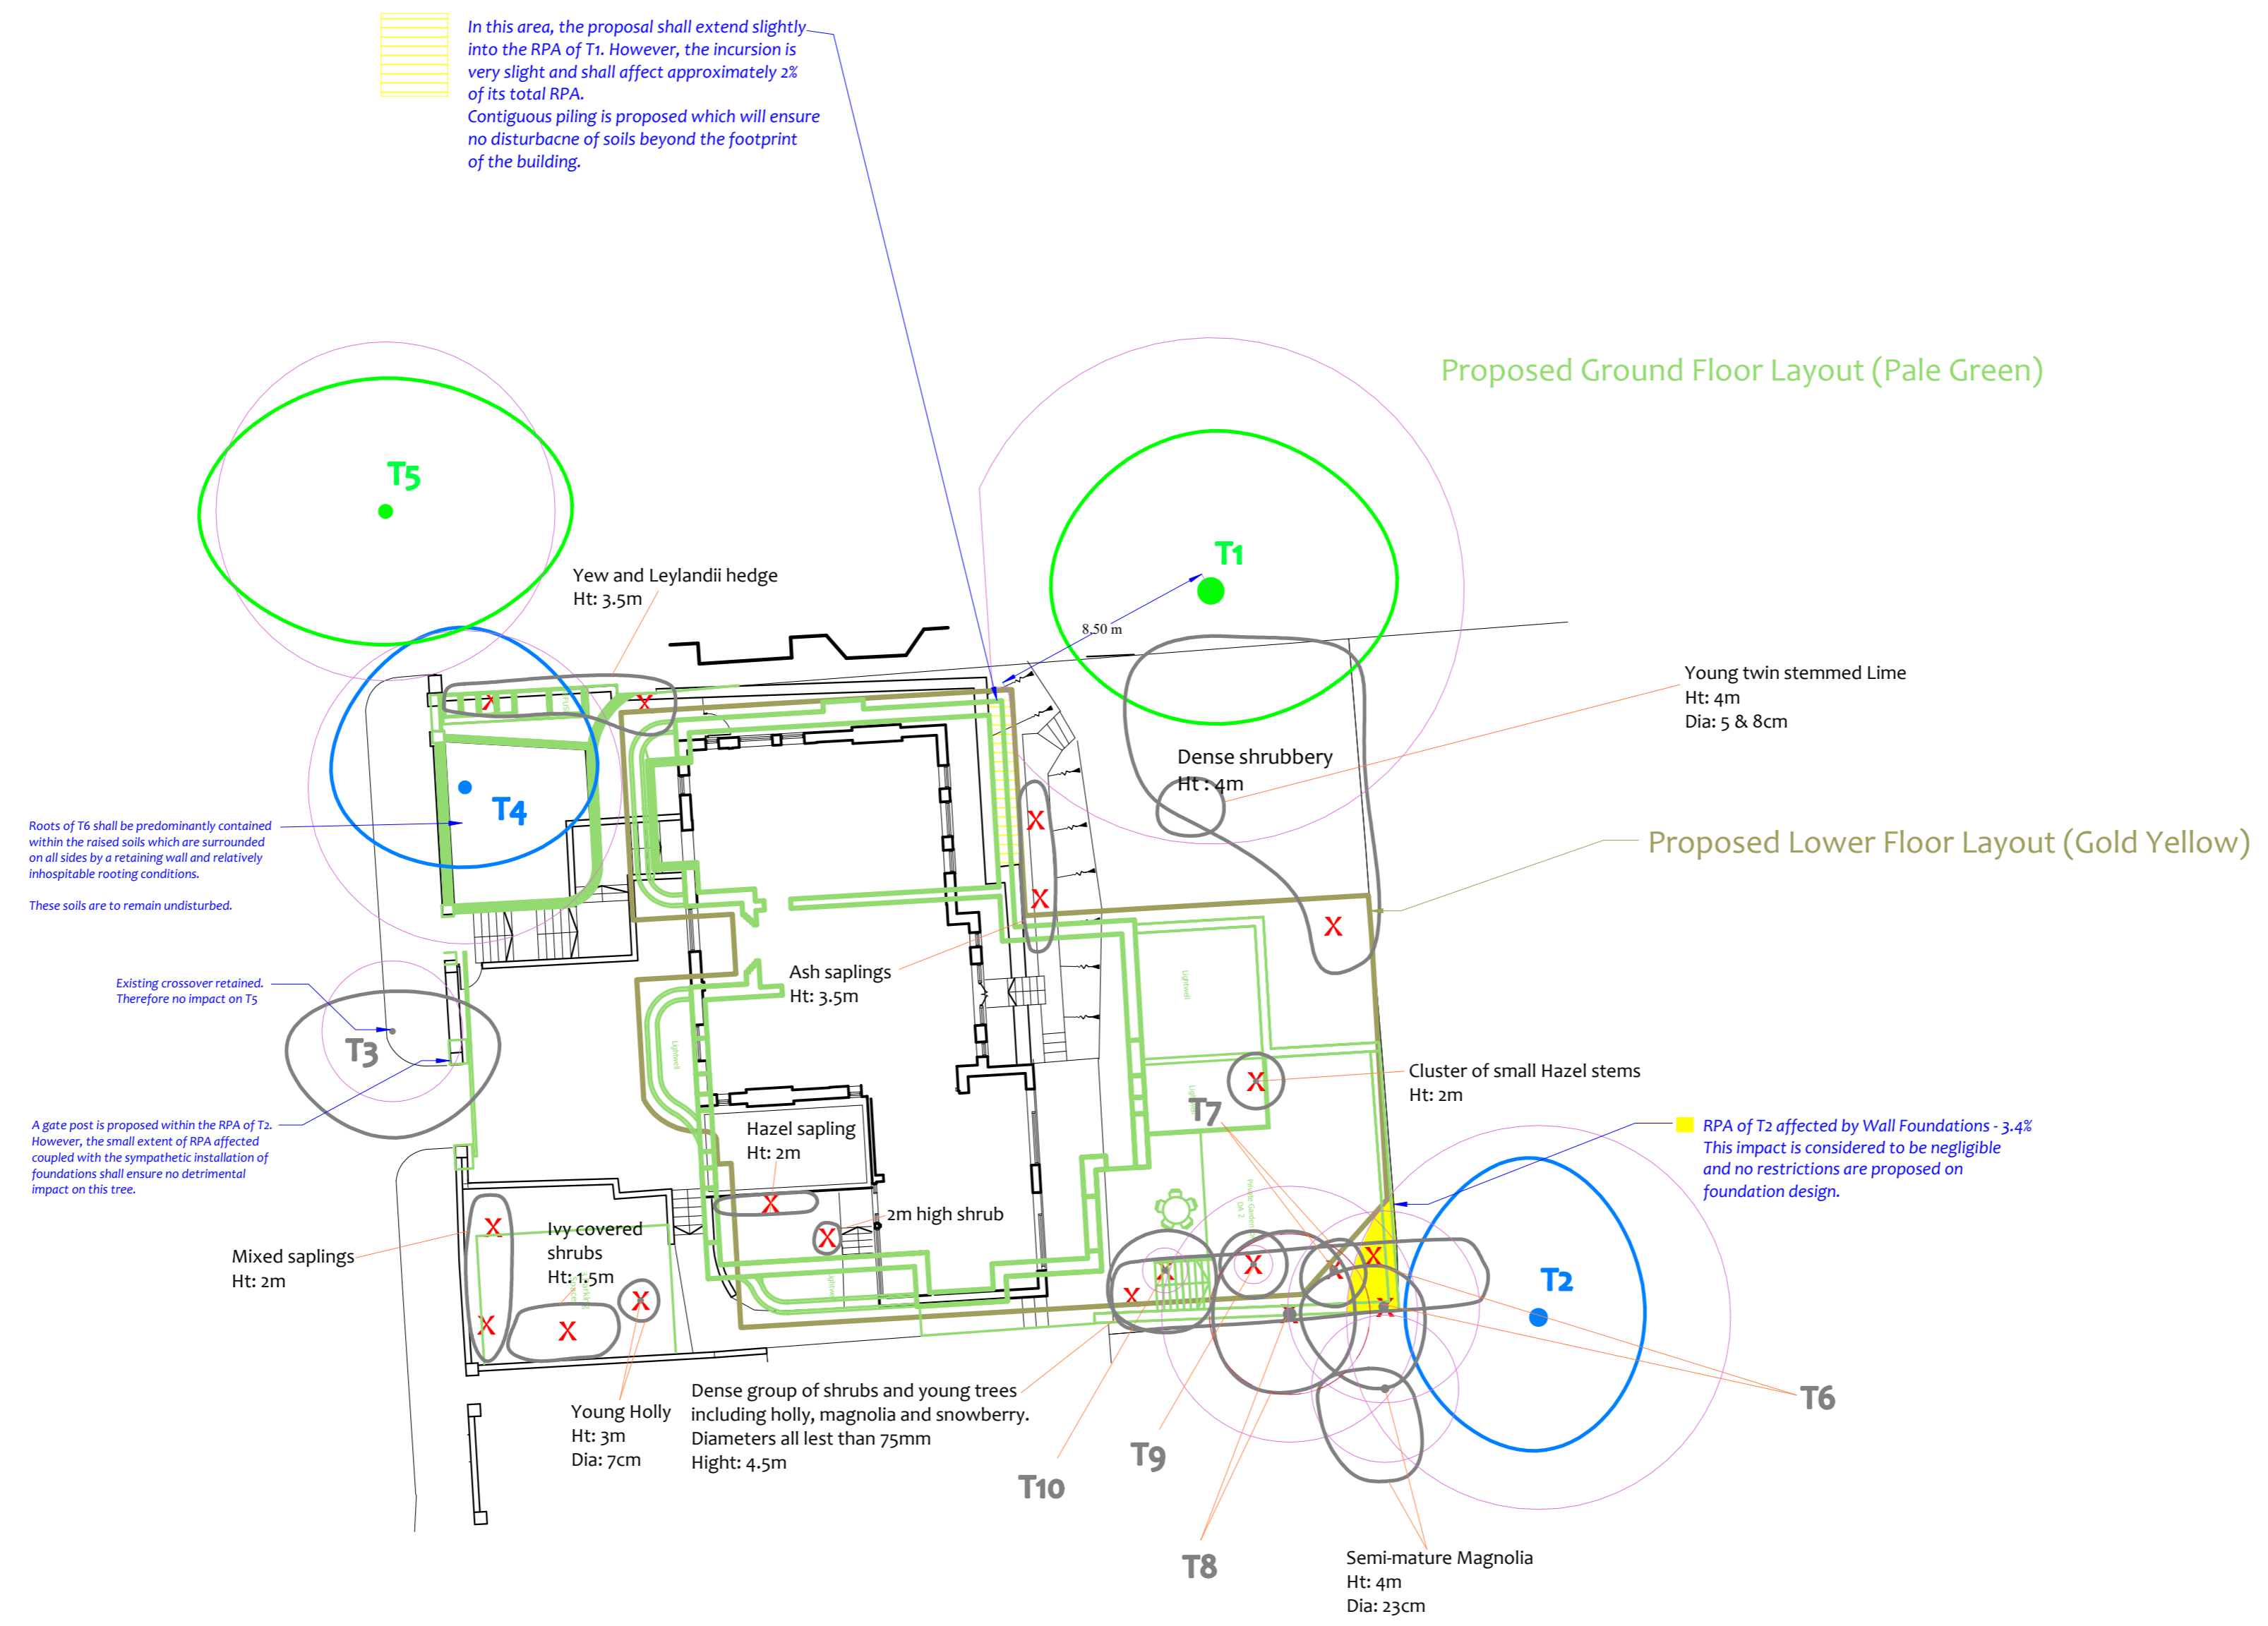 In this area, the proposal shall extend slightly
into the RPA of T1. However, the incursion is
very slight and shall affect approximately 2%
of its total RPA.
Contiguous piling is proposed which will ensure
no disturbacne of soils beyond the footprint
of the building.
Proposed Ground Floor Layout (Pale Green)
T5
T1
Yew and Leylandii hedge
Ht: 3.5m
8.50 m
Young twin stemmed Lime
Ht: 4m
Dia: 5 & 8cm
X
X
Dense shrubbery
Ht : 4m
T4
Roots of T6 shall be predominantly contained
within the raised soils which are surrounded
on all sides by a retaining wall and relatively
inhospitable rooting conditions.
These soils are to remain undisturbed.
X
Proposed Lower Floor Layout (Gold Yellow)
X
X
Ash saplings
Ht: 3.5m
Lightwell
Existing crossover retained.
Therefore no impact on T5
T3
Lightwell
Cluster of small Hazel stems
Ht: 2m
X
T7
A gate post is proposed within the RPA of T2.
However, the small extent of RPA affected
coupled with the sympathetic installation of
foundations shall ensure no detrimental
impact on this tree.
Hazel sapling
Ht: 2m
X
RPA of T2 affected by Wall Foundations - 3.4%
This impact is considered to be negligible
and no restrictions are proposed on
foundation design.
Private Garden
DA 2
2m high shrub
X
Mixed saplings
Ht: 2m
X
X
Ivy covered
shrubs
Ht: 1.5m
X
X
X
X
X
X
X
X
X
T2
Young Holly
Ht: 3m
Dia: 7cm
Dense group of shrubs and young trees
including holly, magnolia and snowberry.
Diameters all lest than 75mm
Hight: 4.5m
T6
T9
T10
T8
Semi-mature Magnolia
Ht: 4m
Dia: 23cm